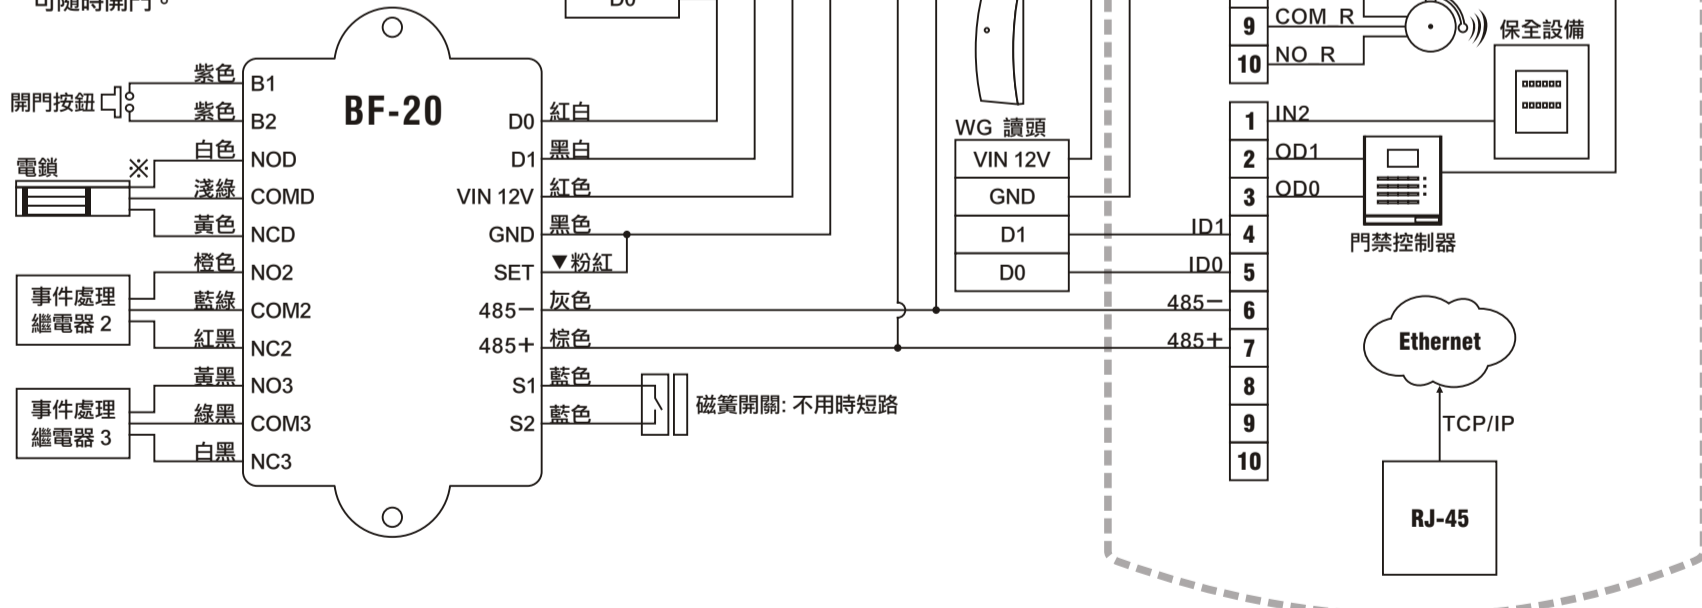 可隨時開門。
D0
BF-20
開門按鈕
紫色 B1
紫色 B2
電鎖 ※
白色 NOD
淺綠 COMD
黃色 NCD
橙色 NO2
事件處理
繼電器 2
藍綠 COM2
紅黑 NC2
黃黑 NO3
事件處理
繼電器 3
綠黑 COM3
白黑 NC3
D0 紅白
D1 黑白
VIN 12V 紅色
GND 黑色
SET ▼粉紅
485− 灰色
485+ 棕色
S1 藍色
S2 藍色
磁簧開關: 不用時短路
WG 讀頭
VIN 12V
GND
D1
D0
9 COM R
10 NO R
保全設備
1 IN2
2 OD1
3 OD0
門禁控制器
ID1 4
ID0 5
485− 6
485+ 7
8
9
10
Ethernet
TCP/IP
RJ-45